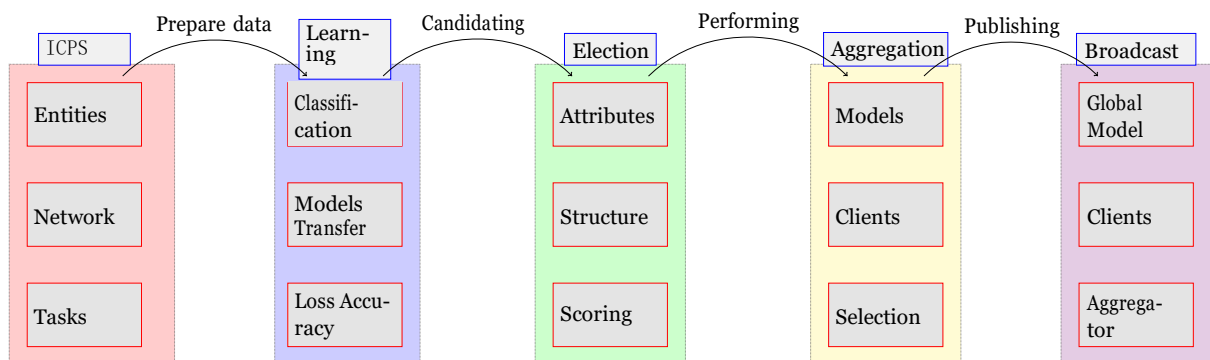 Prepare data
Candidating
Performing
Publishing
ICPS
Learn-
ing
Election
Aggregation
Broadcast
Entities
Network
Tasks
Classifi-
cation
Models
Transfer
Loss Accu-
racy
Attributes
Structure
Scoring
Models
Clients
Selection
Global
Model
Clients
Aggrega-
tor